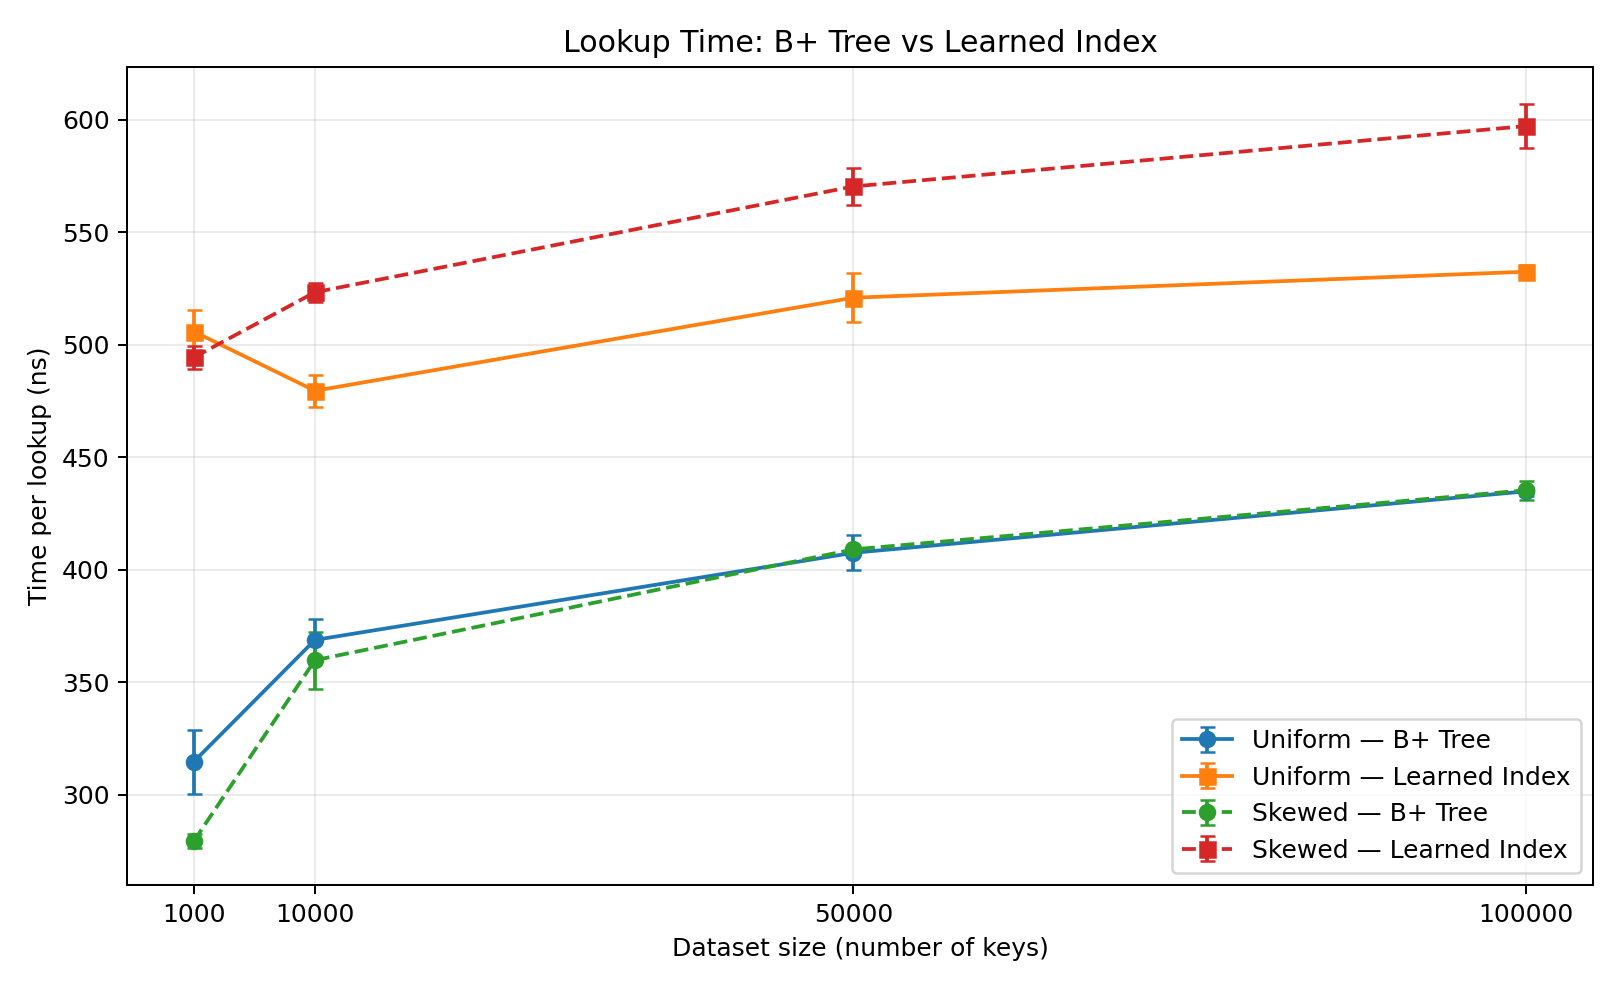 Lookup Time: B+ Tree vs Learned Index
600
550
500
450
400
350
300
Time per lookup (ns)
Uniform — B+ Tree
Uniform — Learned Index
Skewed — B+ Tree
Skewed — Learned Index
1000 10000 50000 100000
Dataset size (number of keys)